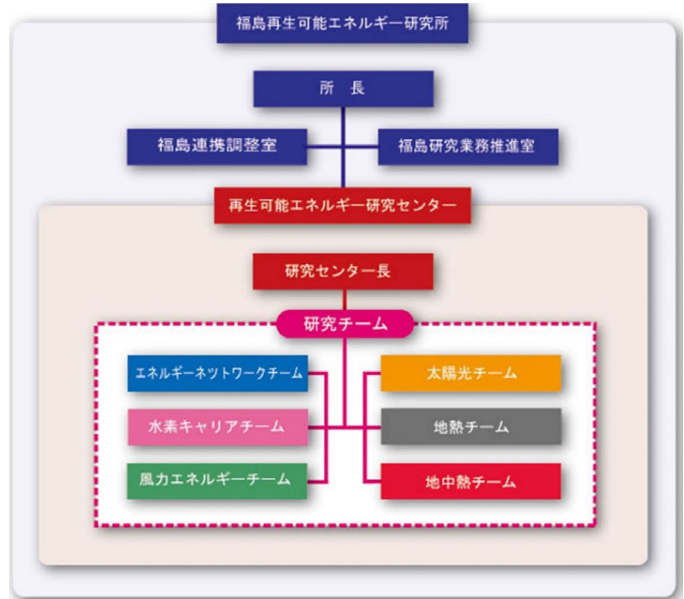 福島再生可能エネルギー研究所
所 長
福島連携調整室
福島研究業務推進室
再生可能エネルギー研究センター
研究センター長
研究チーム
エネルギーネットワークチーム
太陽光チーム
水素キャリアチーム
地熱チーム
風力エネルギーチーム
地中熱チーム